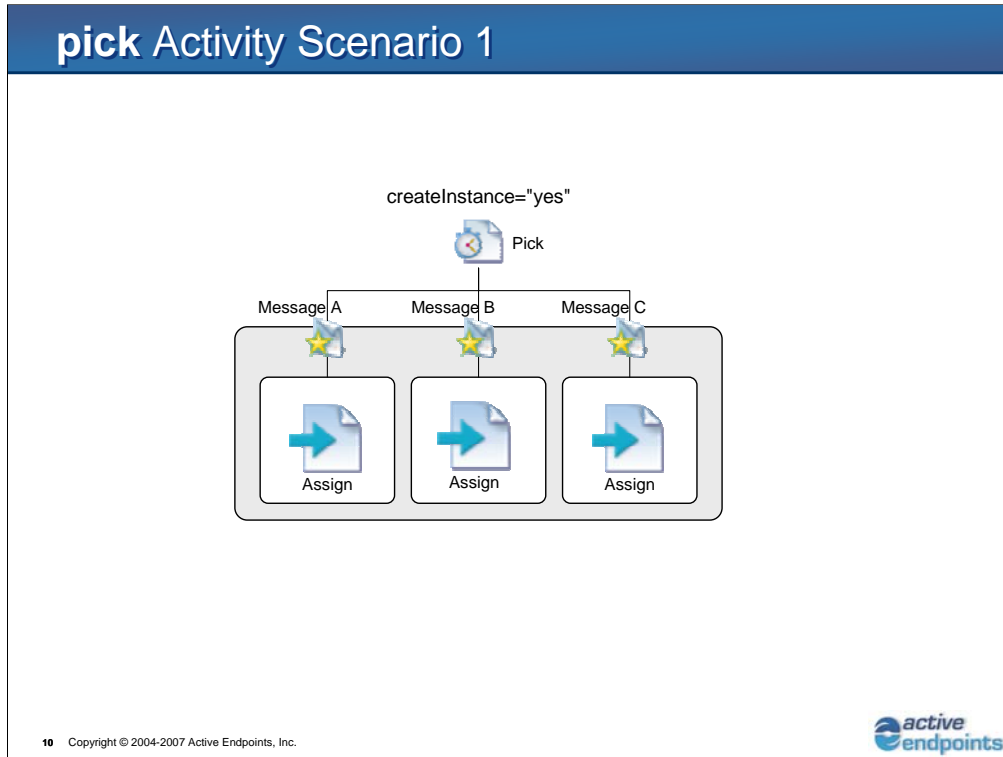 pick Activity Scenario 1
createInstance="yes"
Pick
Message A
Message B
Message C
Assign
Assign
Assign
10 Copyright © 2004-2007 Active Endpoints, Inc.
active
endpoints